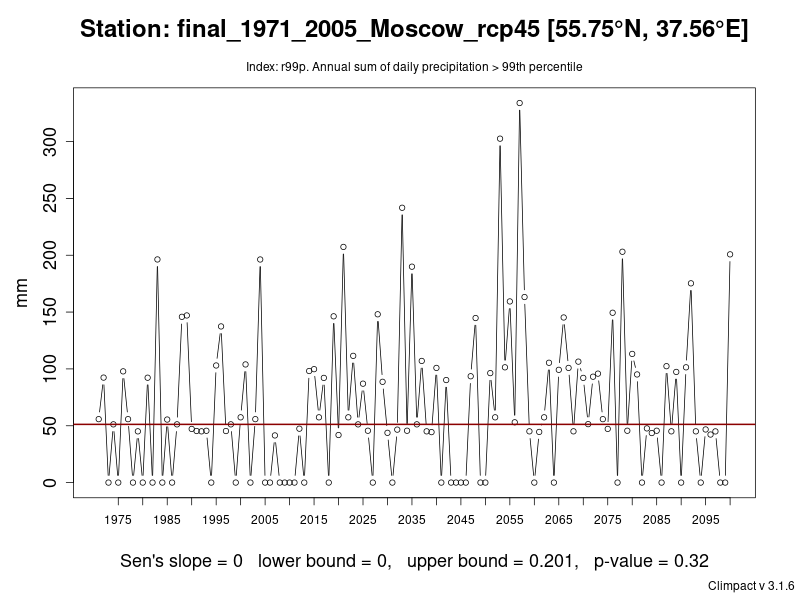 Station: final_1971_2005_Moscow_rcp45 [55.75°N, 37.56°E]
Index: r99p. Annual sum of daily precipitation > 99th percentile
300
250
200
150
100
50
0
mm
1975 1985 1995 2005 2015 2025 2035 2045 2055 2065 2075 2085 2095
Sen's slope = 0 lower bound = 0, upper bound = 0.201, p-value = 0.32
Climpact v 3.1.6